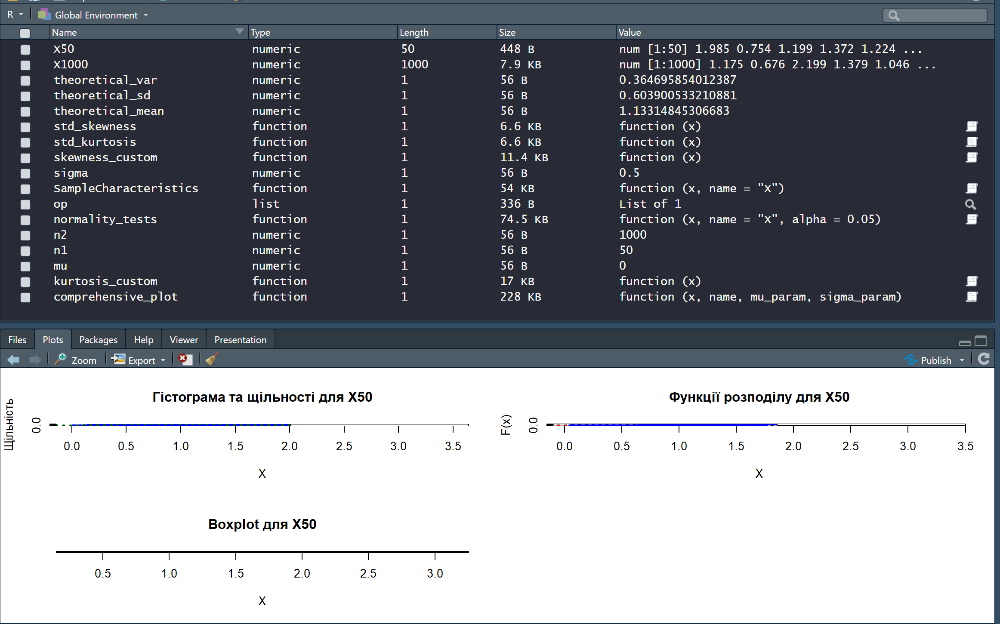 R Global Environment
Name Type Length Size Value
X50 numeric 50 448 B num [1:50] 1.985 0.754 1.199 1.372 1.224 ...
X1000 numeric 1000 7.9 KB num [1:1000] 1.175 0.676 2.199 1.379 1.046 ...
theoretical_var numeric 1 56 B 0.364695854012387
theoretical_sd numeric 1 56 B 0.603900533210881
theoretical_mean numeric 1 56 B 1.13314845306683
std_skewness function 1 6.6 KB function (x)
std_kurtosis function 1 6.6 KB function (x)
skewness_custom function 1 11.4 KB function (x)
sigma numeric 1 56 B 0.5
SampleCharacteristics function 1 54 KB function (x, name = "X")
op list 1 336 B List of 1
normality_tests function 1 74.5 KB function (x, name = "X", alpha = 0.05)
n2 numeric 1 56 B 1000
n1 numeric 1 56 B 50
mu numeric 1 56 B 0
kurtosis_custom function 1 17 KB function (x)
comprehensive_plot function 1 228 KB function (x, name, mu_param, sigma_param)
Files Plots Packages Help Viewer Presentation
Zoom Export Publish
Гістограма та щільності для X50
Щільність
0.0
0.0 0.5 1.0 1.5 2.0 2.5 3.0 3.5
X
Функції розподілу для X50
F(x)
0.0
0.0 0.5 1.0 1.5 2.0 2.5 3.0 3.5
X
Boxplot для X50
0.5 1.0 1.5 2.0 2.5 3.0
X